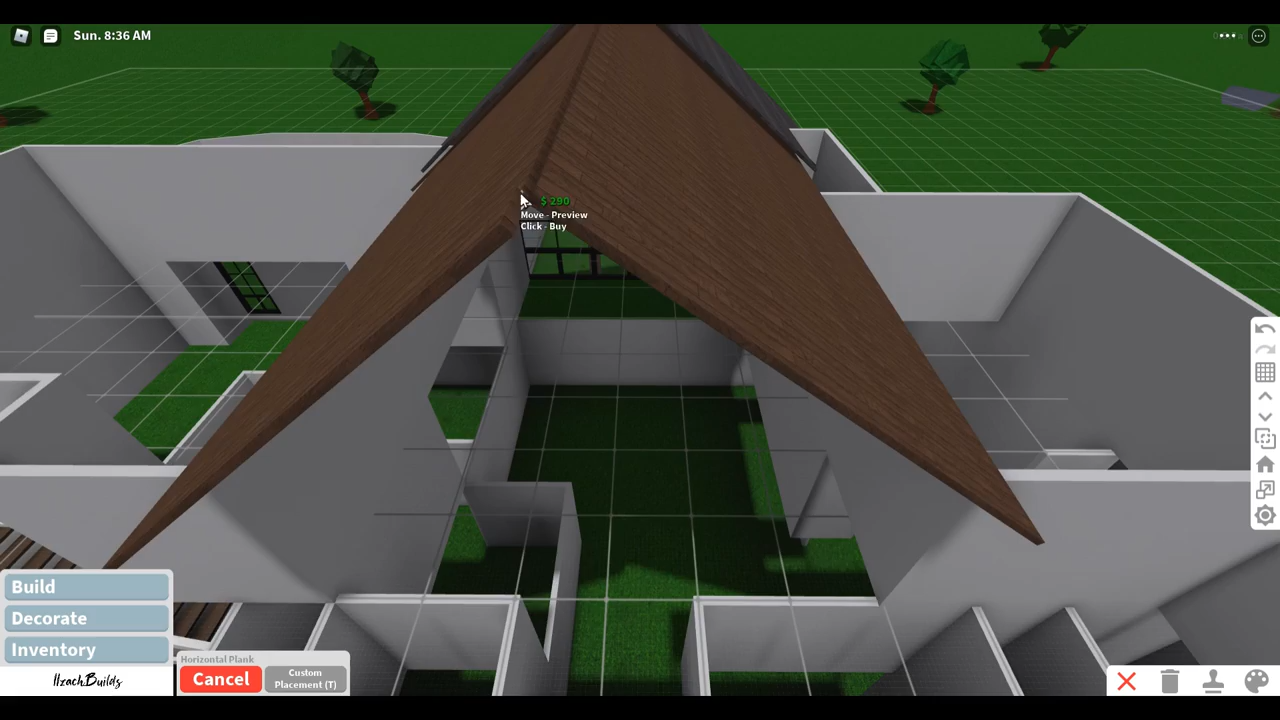 Sun. 8:36 AM
$ 290
Move - Preview
Click - Buy
Build
Decorate
Inventory
IlzachBuilds
Horizontal Plank
Cancel
Custom
Placement (T)